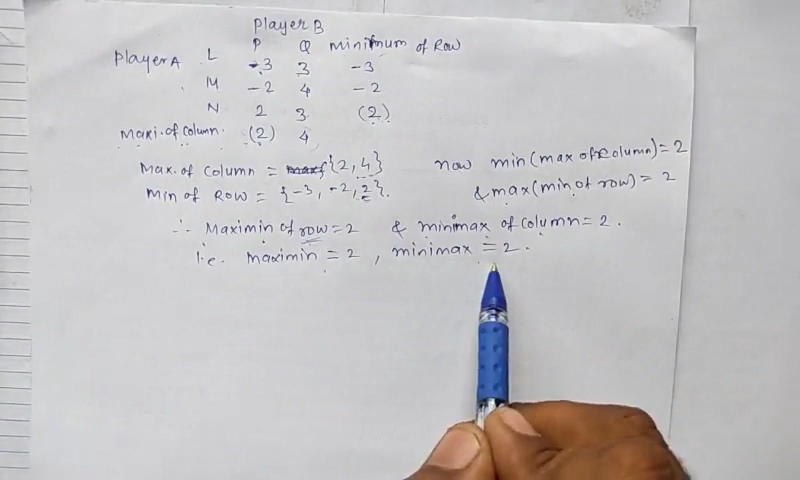 Player B
P Q Minimum of Row
Player A L -3 3 -3
M -2 4 -2
N 2 3 (2)
Maxi. of column. (2) 4
Max. of column = {2, 4} now min(max of column) = 2
Min of Row = {-3, -2, 2}. & max(min of row) = 2
∴ Maximin of row = 2 & minimax of column = 2.
i.e. maximin = 2, minimax = 2.